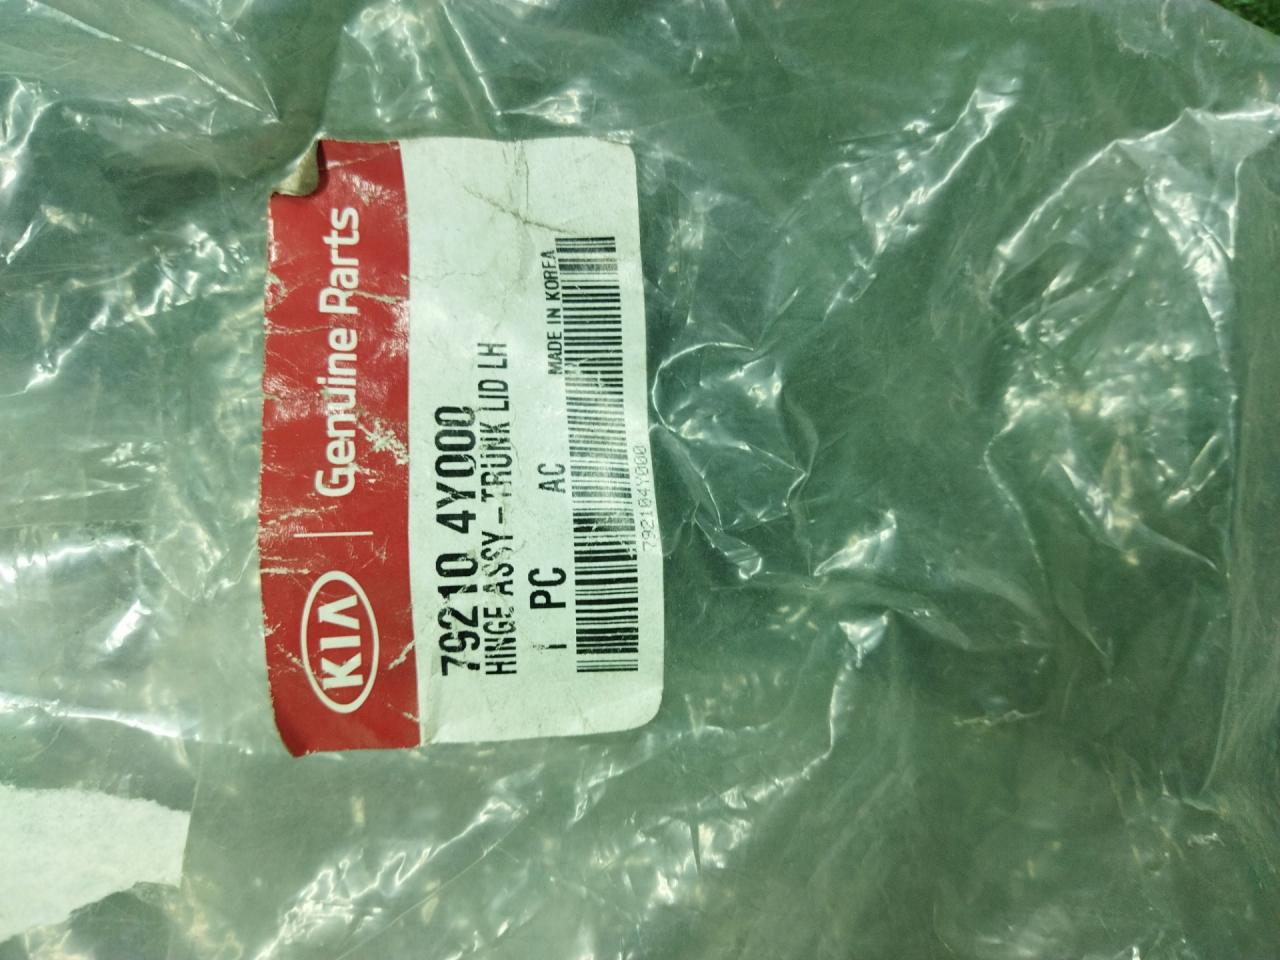 KIA | Genuine Parts
79210 4Y000
HINGE ASSY-TRUNK LID LH
1 PC AC MADE IN KOREA
792104Y000